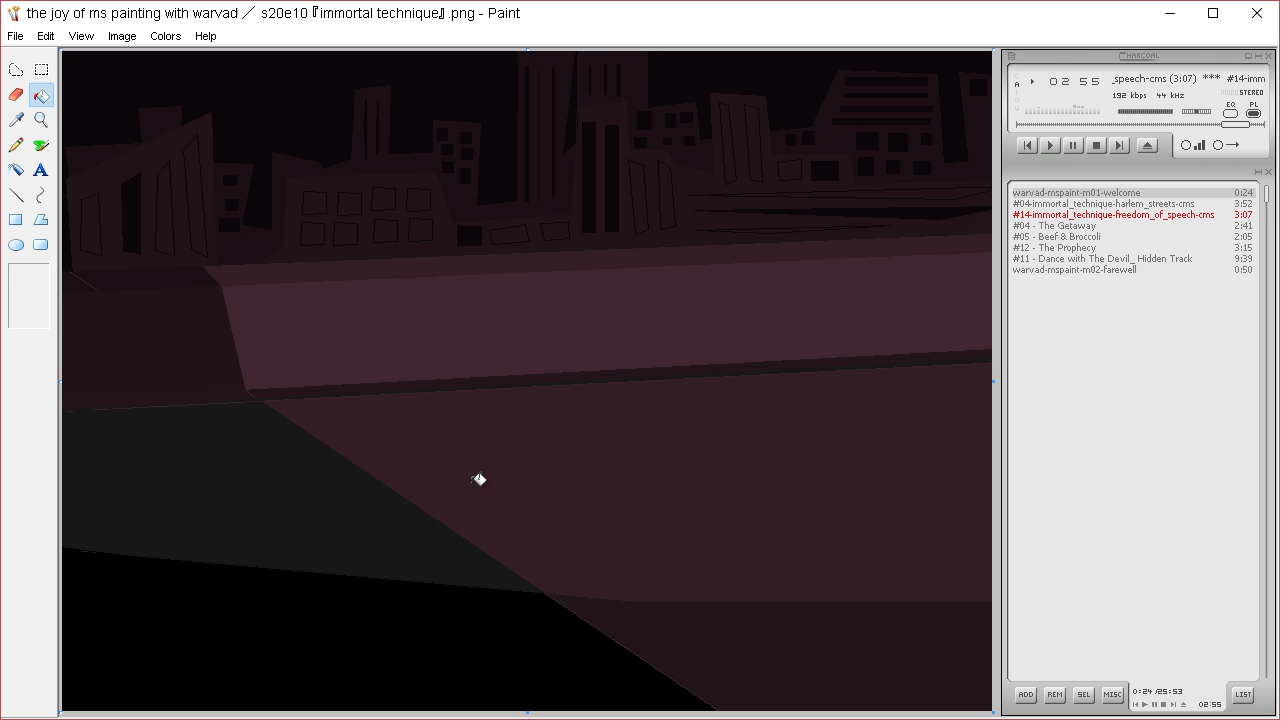 the joy of ms painting with warvad ／ s20e10『immortal technique』.png - Paint
File Edit View Image Colors Help
CHARCOAL
02 55
_speech-cms (3:07) *** #14-imm
192 kbps 44 kHz
STEREO
EQ PL
warvad-mspaint-m01-welcome 0:24
#04-immortal_technique-harlem_streets-cms 3:52
#14-immortal_technique-freedom_of_speech-cms 3:07
#04 - The Getaway 2:41
#05 - Beef & Broccoli 2:05
#12 - The Prophecy 3:15
#11 - Dance with The Devil_ Hidden Track 9:39
warvad-mspaint-m02-farewell 0:50
ADD REM SEL MISC 0:24/25:53 LIST
02:55